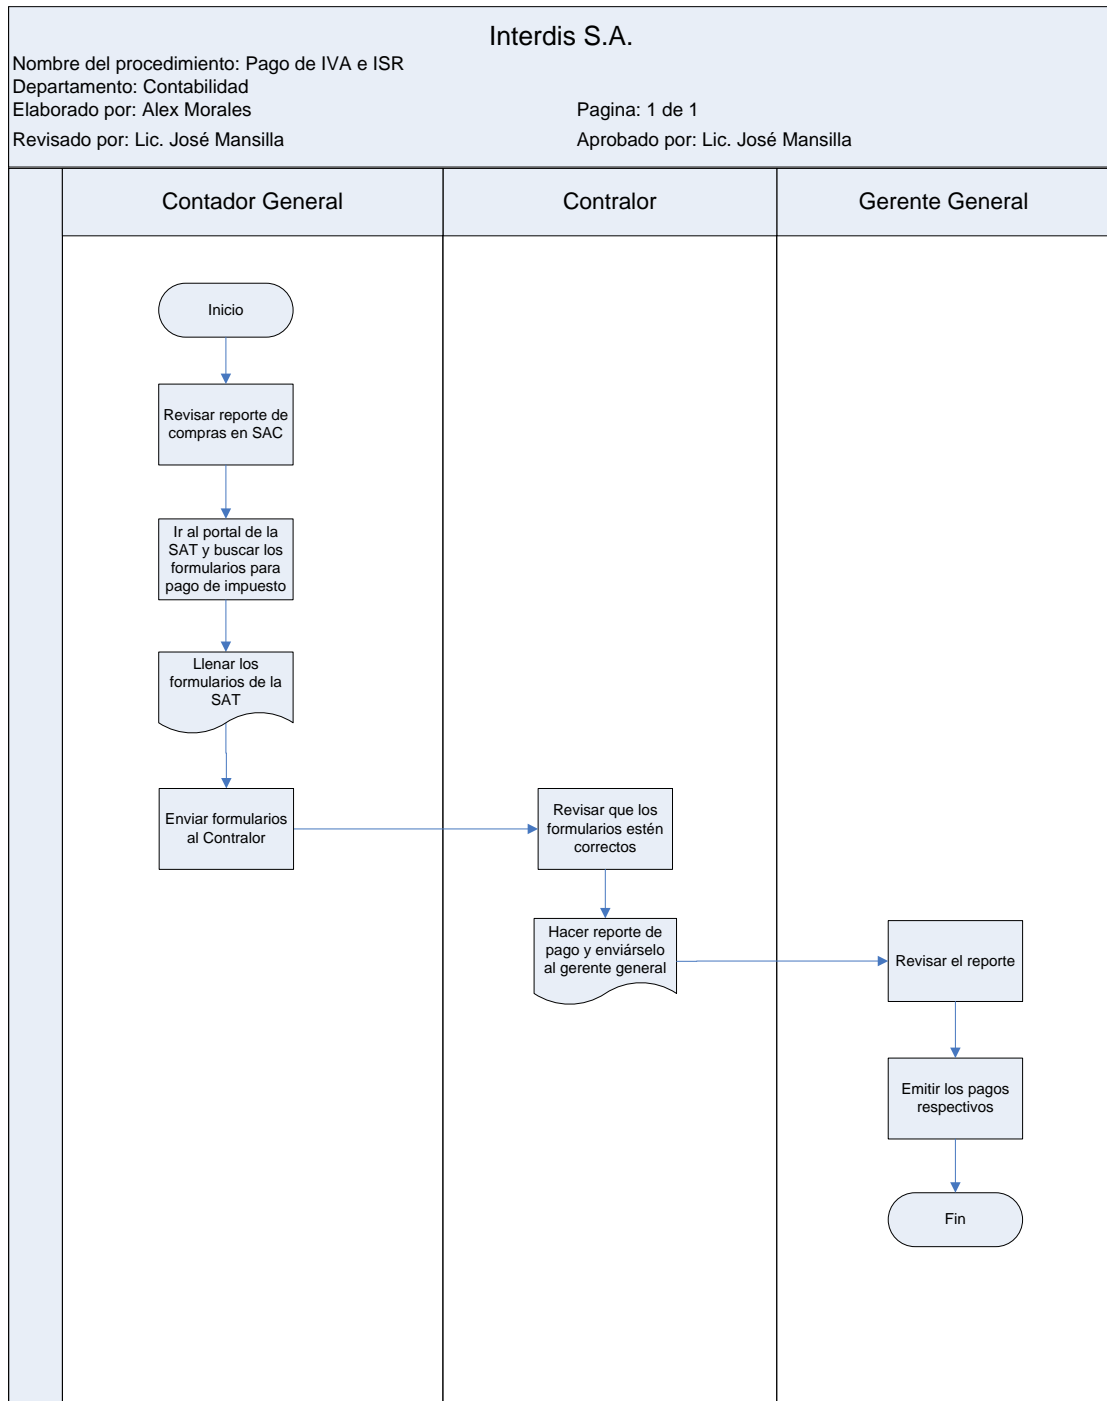 Interdis S.A.
Nombre del procedimiento: Pago de IVA e ISR
Departamento: Contabilidad
Elaborado por: Alex Morales
Pagina: 1 de 1
Revisado por: Lic. José Mansilla
Aprobado por: Lic. José Mansilla
Contador General
Contralor
Gerente General
Inicio
Revisar reporte de
compras en SAC
Ir al portal de la
SAT y buscar los
formularios para
pago de impuesto
Llenar los
formularios de la
SAT
Enviar formularios
al Contralor
Revisar que los
formularios estén
correctos
Hacer reporte de
pago y enviárselo
al gerente general
Revisar el reporte
Emitir los pagos
respectivos
Fin